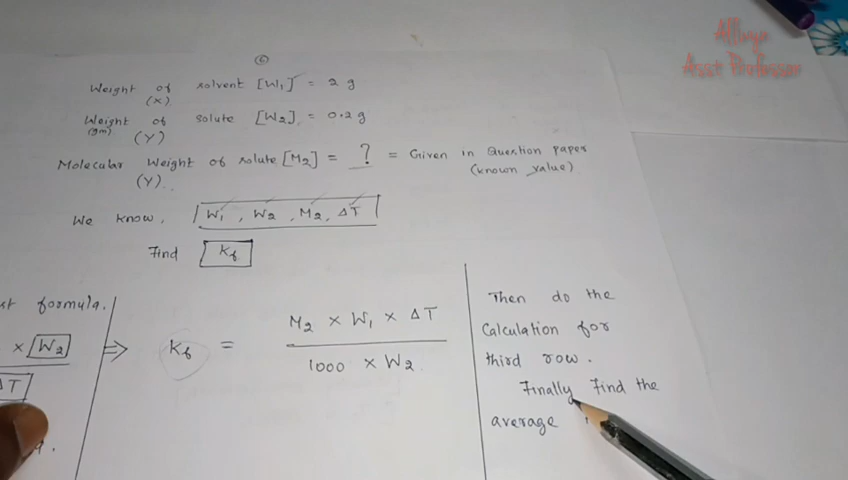 Allwyn
Asst Professor
6
Weight of solvent [W₁] = 2 g
(X)
Weight of solute [W₂] = 0.2 g
(gm) (Y)
Molecular Weight of solute [M₂] = ? = Given in Question paper
(Y) (known value)
We know, W₁, W₂, M₂, ΔT
Find Kf
st formula.
× W₂
ΔT
⇒ Kf = M₂ × W₁ × ΔT
1000 × W₂
Then do the
Calculation for
third row.
Finally Find the
average